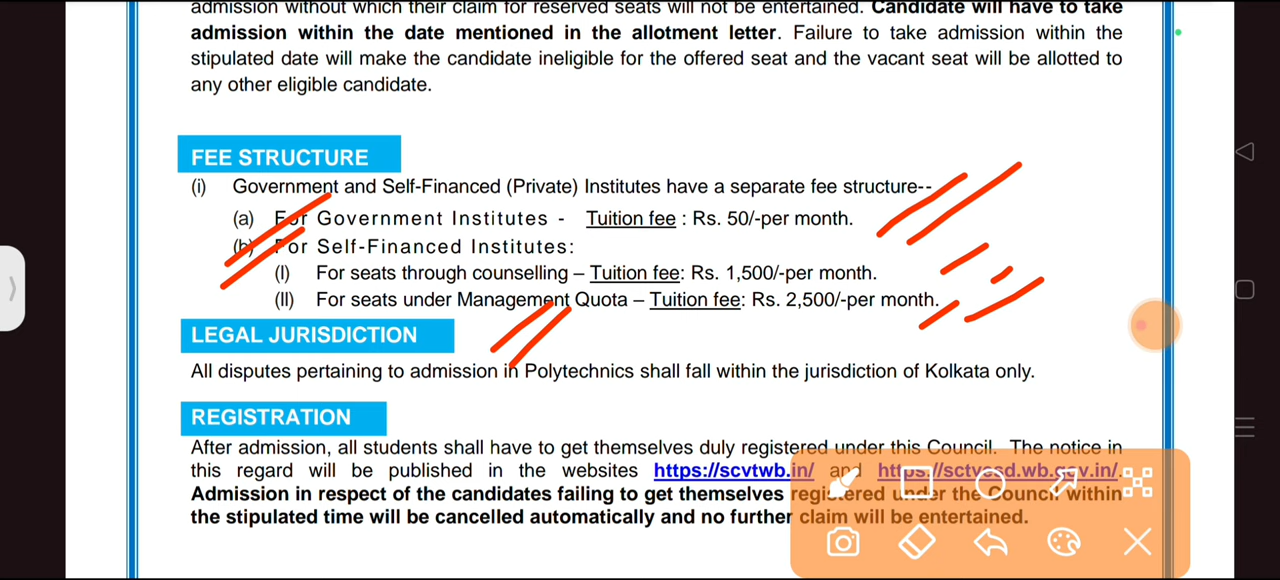 admission without which their claim for reserved seats will not be entertained. Candidate will have to take
admission within the date mentioned in the allotment letter. Failure to take admission within the
stipulated date will make the candidate ineligible for the offered seat and the vacant seat will be allotted to
any other eligible candidate.
FEE STRUCTURE
(i) Government and Self-Financed (Private) Institutes have a separate fee structure--
(a) For Government Institutes - Tuition fee : Rs. 50/-per month.
(b) For Self-Financed Institutes:
(I) For seats through counselling – Tuition fee: Rs. 1,500/-per month.
(II) For seats under Management Quota – Tuition fee: Rs. 2,500/-per month.
LEGAL JURISDICTION
All disputes pertaining to admission in Polytechnics shall fall within the jurisdiction of Kolkata only.
REGISTRATION
After admission, all students shall have to get themselves duly registered under this Council. The notice in
this regard will be published in the websites https://scvtwb.in/ and https://sctvesd.wb.gov.in/.
Admission in respect of the candidates failing to get themselves registered under the Council within
the stipulated time will be cancelled automatically and no further claim will be entertained.